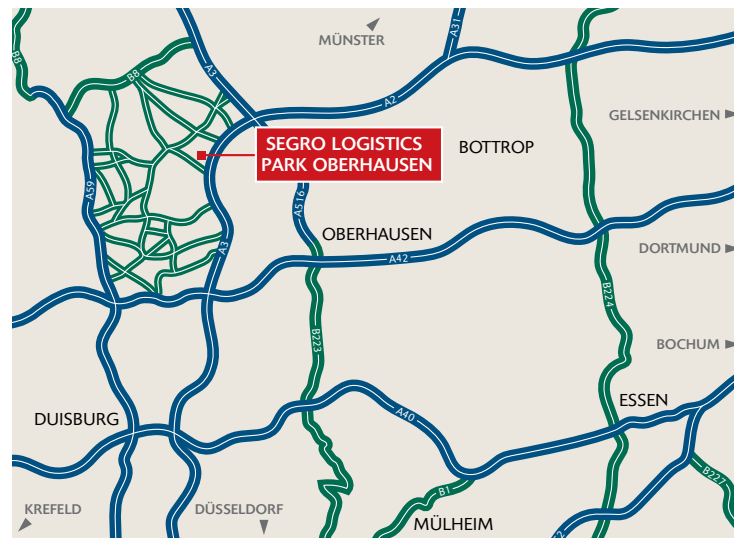 MÜNSTER
A31
B8
B8
A3
A2
GELSENKIRCHEN
SEGRO LOGISTICS
PARK OBERHAUSEN
BOTTROP
A59
A516
OBERHAUSEN
A3
A42
DORTMUND
B224
B223
BOCHUM
ESSEN
DUISBURG
A40
B227
B1
KREFELD
DÜSSELDORF
MÜLHEIM